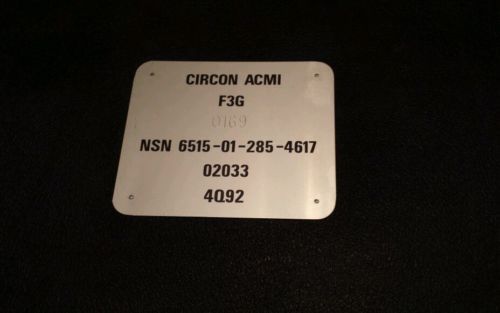 CIRCON ACMI
F3G
0169
NSN 6515-01-285-4617
02033
4Q92